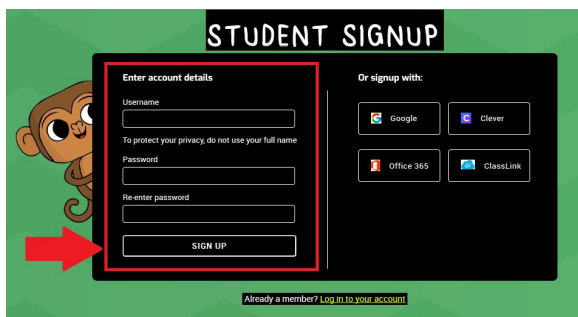 STUDENT SIGNUP
Enter account details
Username
To protect your privacy, do not use your full name
Password
Re-enter password
SIGN UP
Or signup with:
Google
Clever
Office 365
ClassLink
Already a member? Log in to your account